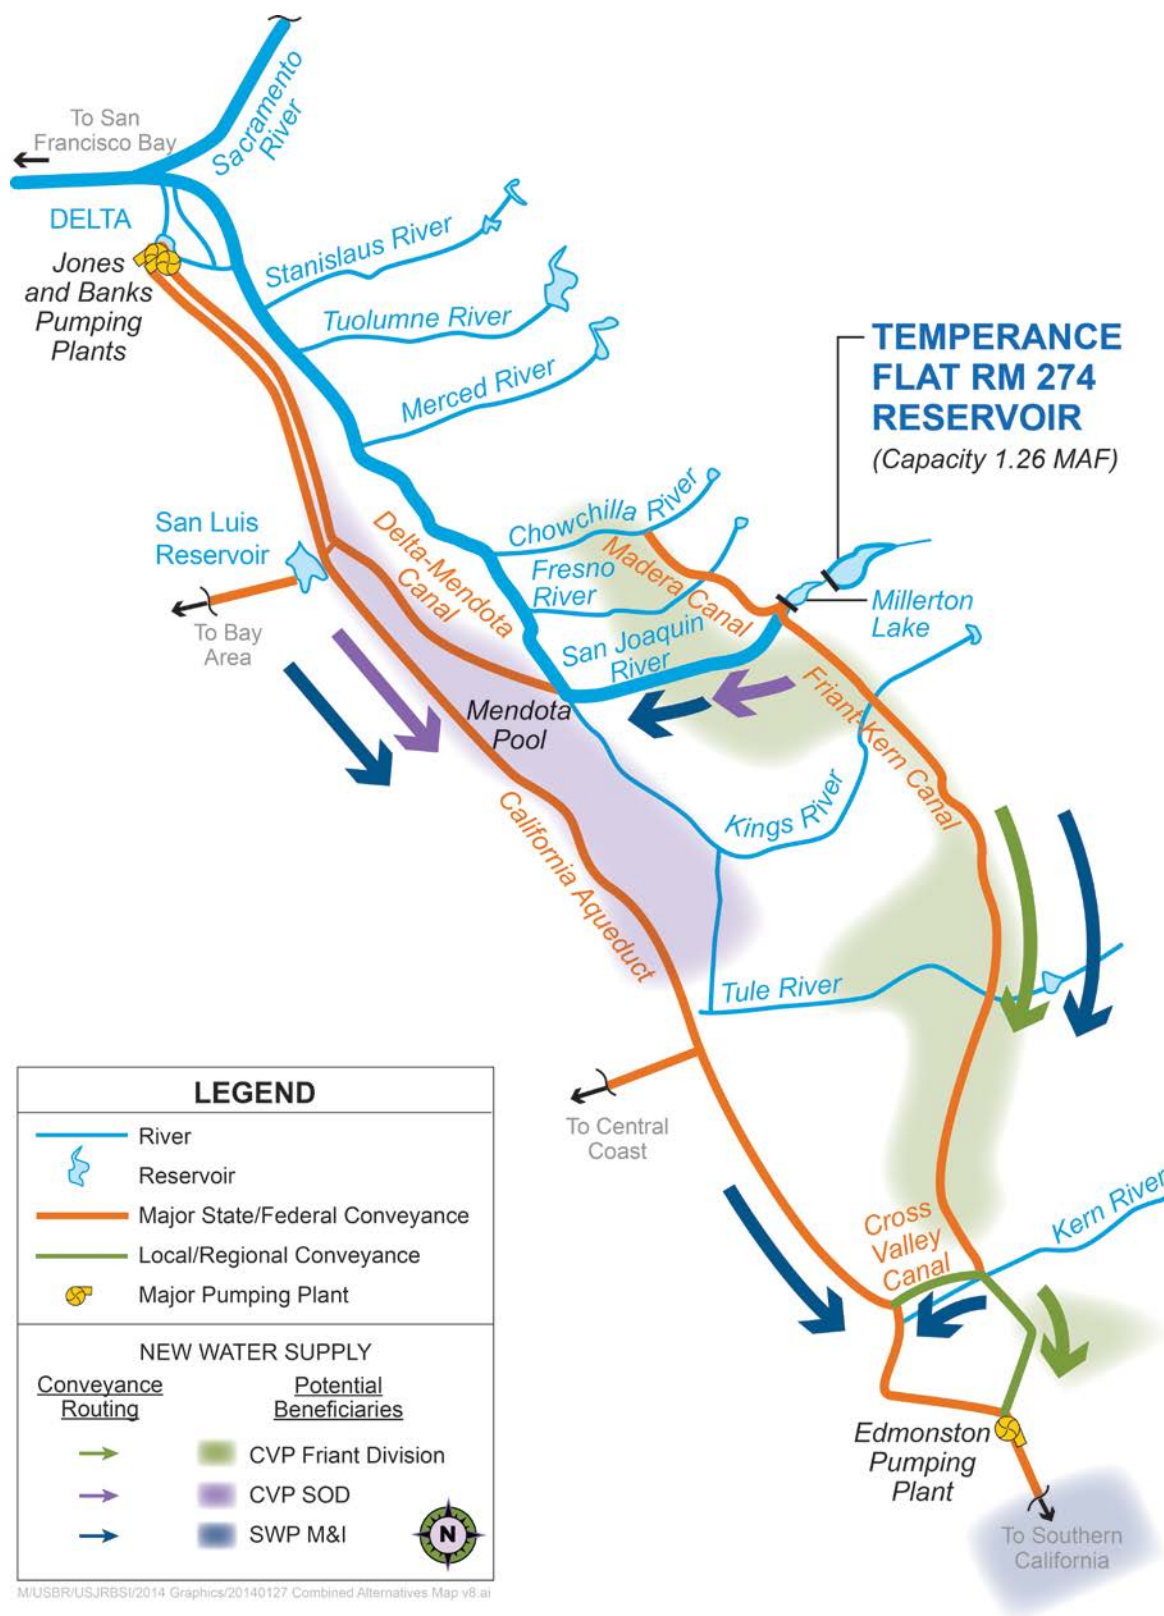 To San
Francisco Bay
Sacramento
River
DELTA
Jones
and Banks
Pumping
Plants
Stanislaus River
Tuolumne River
Merced River
TEMPERANCE
FLAT RM 274
RESERVOIR
(Capacity 1.26 MAF)
San Luis
Reservoir
To Bay
Area
Delta-Mendota
Canal
Chowchilla River
Fresno
River
Madera Canal
San Joaquin
River
Millerton
Lake
Mendota
Pool
Friant-Kern Canal
Kings River
California Aqueduct
Tule River
To Central
Coast
Cross
Valley
Canal
Kern River
Edmonston
Pumping
Plant
To Southern
California
LEGEND
River
Reservoir
Major State/Federal Conveyance
Local/Regional Conveyance
Major Pumping Plant
NEW WATER SUPPLY
Conveyance
Routing
Potential
Beneficiaries
CVP Friant Division
CVP SOD
SWP M&I
N
M/USBR/USJRBSI/2014 Graphics/20140127 Combined Alternatives Map v8.ai